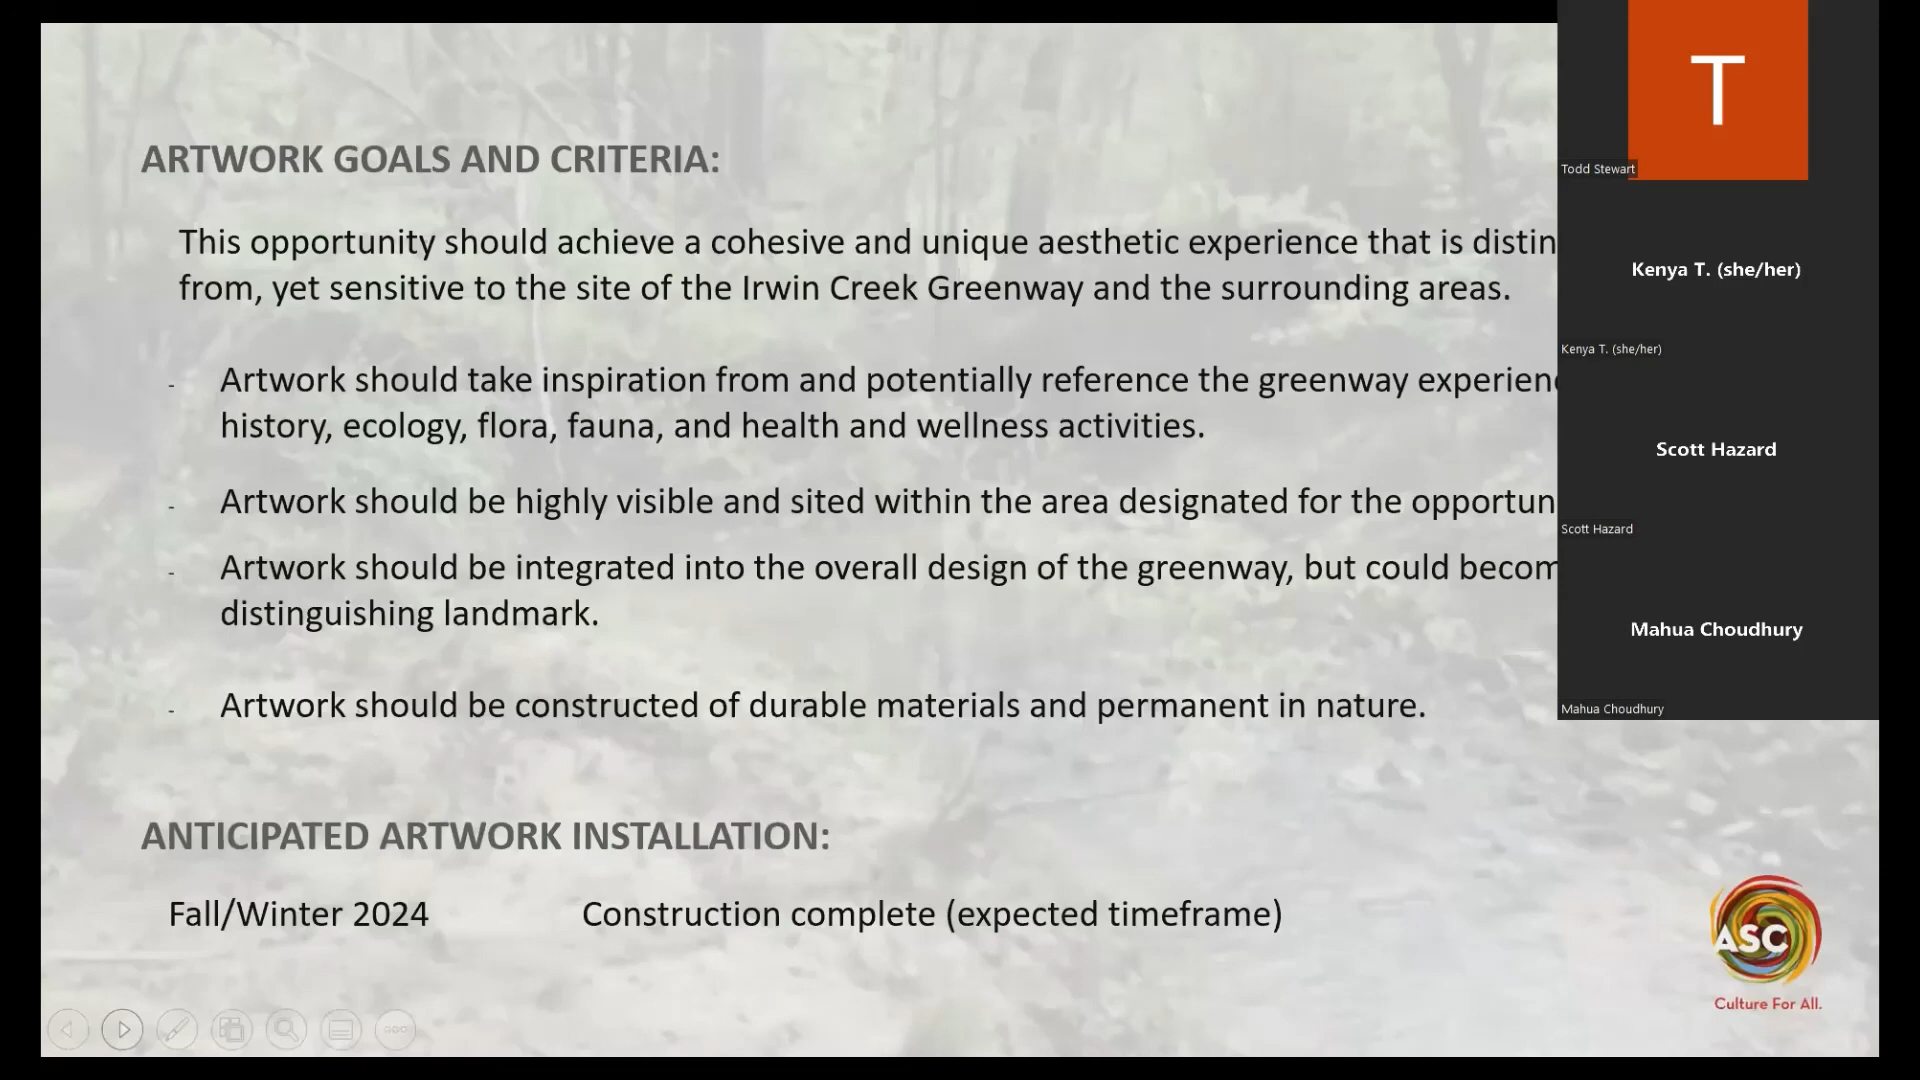 ARTWORK GOALS AND CRITERIA:
This opportunity should achieve a cohesive and unique aesthetic experience that is distin
from, yet sensitive to the site of the Irwin Creek Greenway and the surrounding areas.
- Artwork should take inspiration from and potentially reference the greenway experien
history, ecology, flora, fauna, and health and wellness activities.
- Artwork should be highly visible and sited within the area designated for the opportun
- Artwork should be integrated into the overall design of the greenway, but could becom
distinguishing landmark.
- Artwork should be constructed of durable materials and permanent in nature.
ANTICIPATED ARTWORK INSTALLATION:
Fall/Winter 2024 Construction complete (expected timeframe)
T
Todd Stewart
Kenya T. (she/her)
Kenya T. (she/her)
Scott Hazard
Scott Hazard
Mahua Choudhury
Mahua Choudhury
ASC
Culture For All.